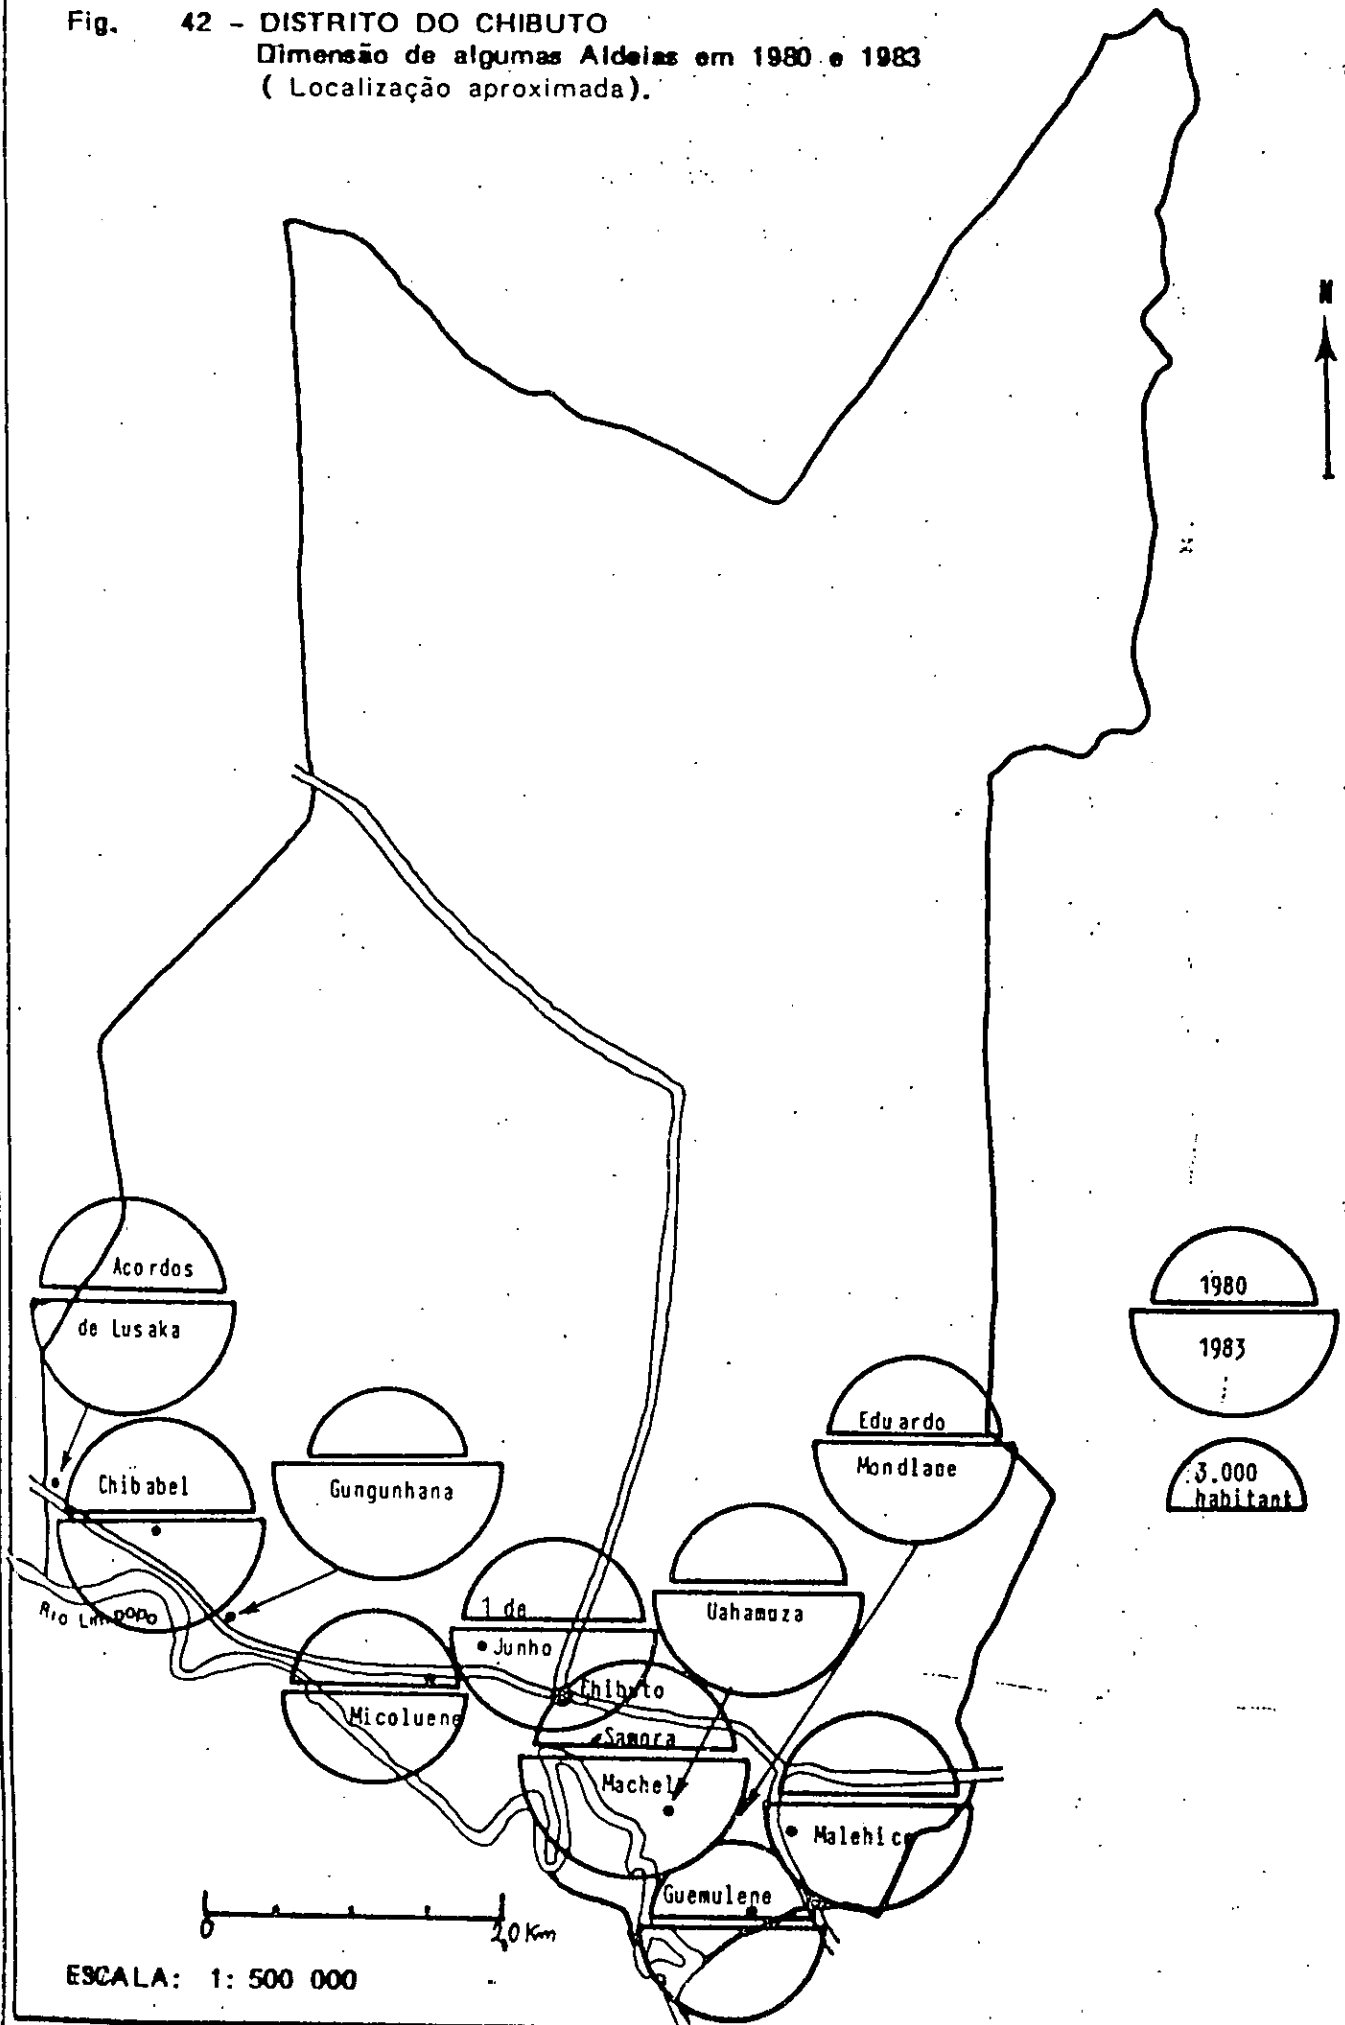 Fig. 42 - DISTRITO DO CHIBUTO
Dimensão de algumas Aldeias em 1980 e 1983
( Localização aproximada).
N
Acordos
de Lusaka
1980
1983
3.000
habitant
Eduardo
Mondlane
Chibabel
Gungunhana
Rio Limpopo
1 de
Junho
Uahamuza
Chibuto
Micoluene
Samora
Machel
Malehice
Guemulene
0
20 Km
ESCALA: 1: 500 000